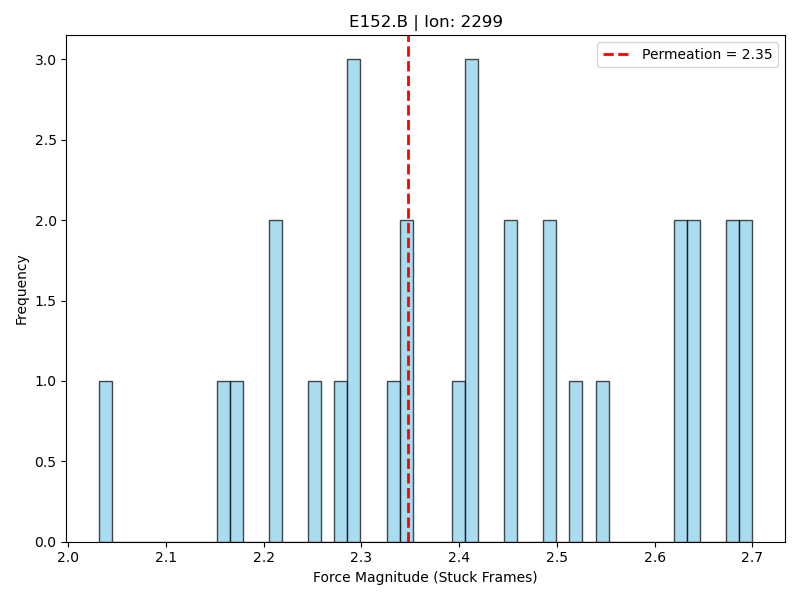 E152.B | Ion: 2299
Permeation = 2.35
3.0
2.5
2.0
1.5
1.0
0.5
0.0
Frequency
2.0 2.1 2.2 2.3 2.4 2.5 2.6 2.7
Force Magnitude (Stuck Frames)